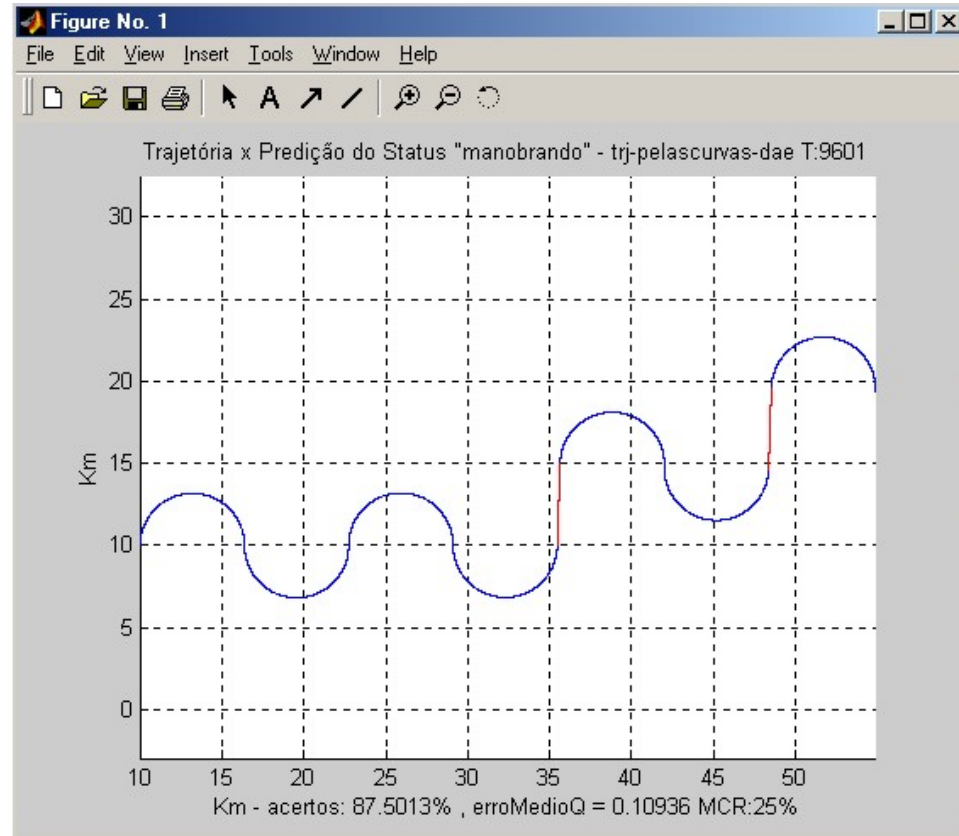 Figure No. 1
File Edit View Insert Tools Window Help
A
Trajetória x Predição do Status "manobrando" - trj-pelascurvas-dae T:9601
30
25
20
15
10
5
0
Km
10 15 20 25 30 35 40 45 50
Km - acertos: 87.5013% , erroMedioQ = 0.10936 MCR:25%